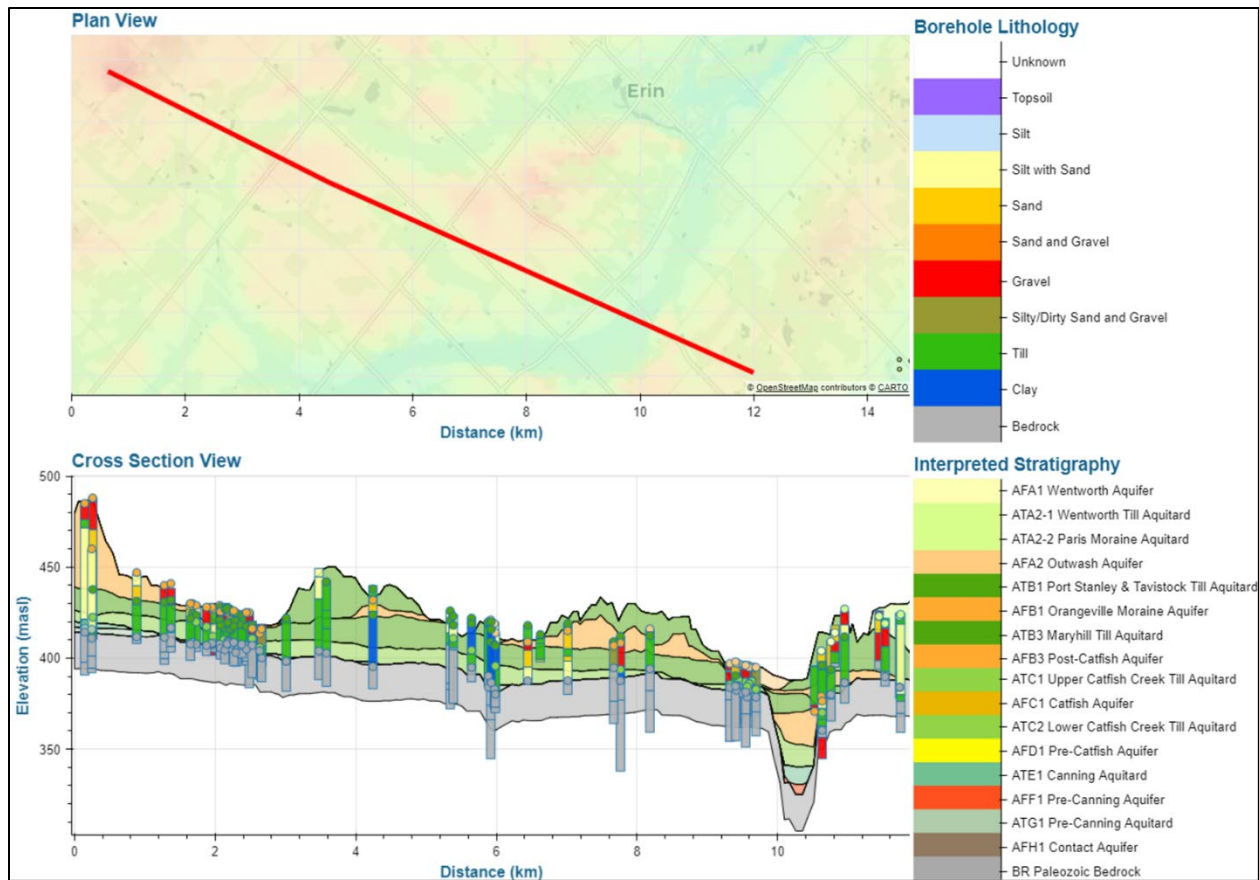 Plan View
Erin
© OpenStreetMap contributors © CARTO
0 2 4 6 8 10 12 14
Distance (km)
Borehole Lithology
Unknown
Topsoil
Silt
Silt with Sand
Sand
Sand and Gravel
Gravel
Silty/Dirty Sand and Gravel
Till
Clay
Bedrock
Cross Section View
500
450
400
350
Elevation (masl)
0 2 4 6 8 10
Distance (km)
Interpreted Stratigraphy
AFA1 Wentworth Aquifer
ATA2-1 Wentworth Till Aquitard
ATA2-2 Paris Moraine Aquitard
AFA2 Outwash Aquifer
ATB1 Port Stanley & Tavistock Till Aquitard
AFB1 Orangeville Moraine Aquifer
ATB3 Maryhill Till Aquitard
AFB3 Post-Catfish Aquifer
ATC1 Upper Catfish Creek Till Aquitard
AFC1 Catfish Aquifer
ATC2 Lower Catfish Creek Till Aquitard
AFD1 Pre-Catfish Aquifer
ATE1 Canning Aquitard
AFF1 Pre-Canning Aquifer
ATG1 Pre-Canning Aquitard
AFH1 Contact Aquifer
BR Paleozoic Bedrock